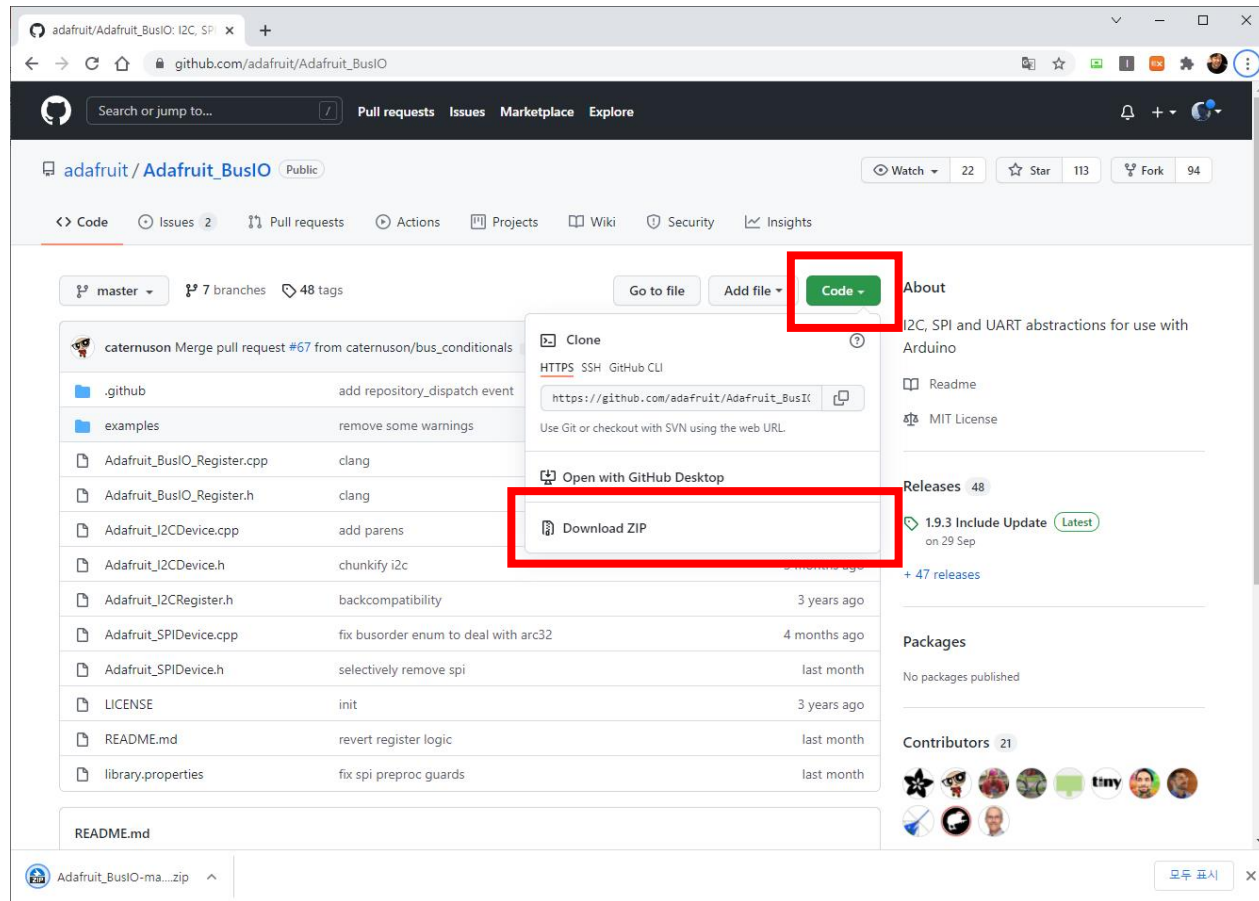 adafruit/Adafruit_BusIO: I2C, SP
github.com/adafruit/Adafruit_BusIO
Search or jump to... / Pull requests Issues Marketplace Explore
adafruit / Adafruit_BusIO Public
Watch 22 Star 113 Fork 94
Code Issues 2 Pull requests Actions Projects Wiki Security Insights
master 7 branches 48 tags Go to file Add file Code
About
I2C, SPI and UART abstractions for use with
Arduino
Readme
MIT License
Releases 48
1.9.3 Include Update Latest
on 29 Sep
+ 47 releases
Packages
No packages published
Contributors 21
tiny
Clone
HTTPS SSH GitHub CLI
https://github.com/adafruit/Adafruit_BusI
Use Git or checkout with SVN using the web URL.
Open with GitHub Desktop
Download ZIP
caternuson Merge pull request #67 from caternuson/bus_conditionals
.github add repository_dispatch event
examples remove some warnings
Adafruit_BusIO_Register.cpp clang
Adafruit_BusIO_Register.h clang
Adafruit_I2CDevice.cpp add parens
Adafruit_I2CDevice.h chunkify i2c months ago
Adafruit_I2CRegister.h backcompatibility 3 years ago
Adafruit_SPIDevice.cpp fix busorder enum to deal with arc32 4 months ago
Adafruit_SPIDevice.h selectively remove spi last month
LICENSE init 3 years ago
README.md revert register logic last month
library.properties fix spi preproc guards last month
README.md
Adafruit_BusIO-ma....zip 모두 표시